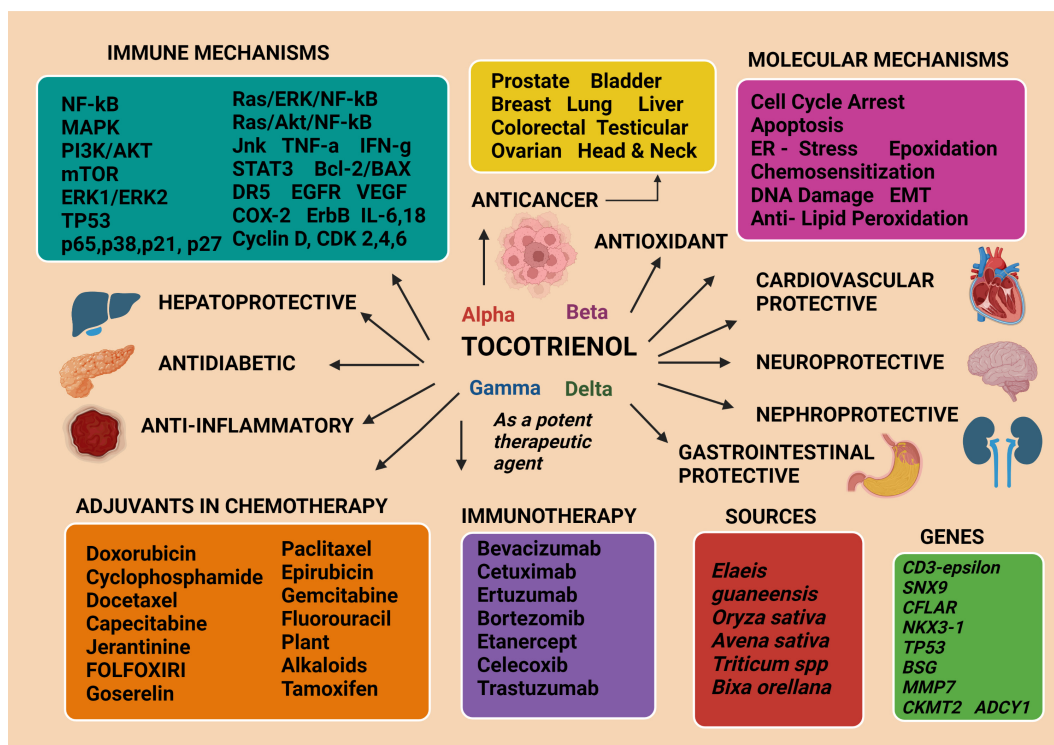 IMMUNE MECHANISMS
NF-kB
MAPK
PI3K/AKT
mTOR
ERK1/ERK2
TP53
p65,p38,p21, p27
Ras/ERK/NF-kB
Ras/Akt/NF-kB
Jnk TNF-a IFN-g
STAT3 Bcl-2/BAX
DR5 EGFR VEGF
COX-2 ErbB IL-6,18
Cyclin D, CDK 2,4,6
Prostate Bladder
Breast Lung Liver
Colorectal Testicular
Ovarian Head & Neck
ANTICANCER
MOLECULAR MECHANISMS
Cell Cycle Arrest
Apoptosis
ER - Stress Epoxidation
Chemosensitization
DNA Damage EMT
Anti- Lipid Peroxidation
ANTIOXIDANT
HEPATOPROTECTIVE
ANTIDIABETIC
ANTI-INFLAMMATORY
Alpha Beta
TOCOTRIENOL
Gamma Delta
As a potent
therapeutic
agent
CARDIOVASCULAR
PROTECTIVE
NEUROPROTECTIVE
NEPHROPROTECTIVE
GASTROINTESTINAL
PROTECTIVE
ADJUVANTS IN CHEMOTHERAPY
Doxorubicin
Cyclophosphamide
Docetaxel
Capecitabine
Jerantinine
FOLFOXIRI
Goserelin
Paclitaxel
Epirubicin
Gemcitabine
Fluorouracil
Plant
Alkaloids
Tamoxifen
IMMUNOTHERAPY
Bevacizumab
Cetuximab
Ertuzumab
Bortezomib
Etanercept
Celecoxib
Trastuzumab
SOURCES
Elaeis
guaneensis
Oryza sativa
Avena sativa
Triticum spp
Bixa orellana
GENES
CD3-epsilon
SNX9
CFLAR
NKX3-1
TP53
BSG
MMP7
CKMT2 ADCY1